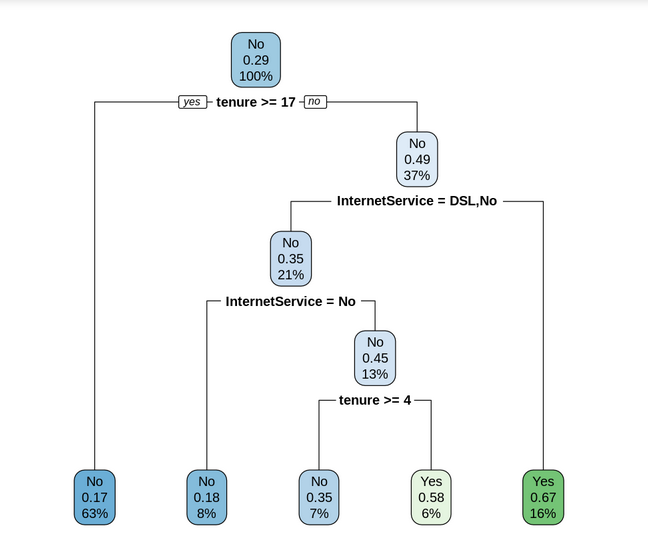 No
0.29
100%
yes tenure >= 17 no
No
0.49
37%
InternetService = DSL,No
No
0.35
21%
InternetService = No
No
0.45
13%
tenure >= 4
No
0.17
63%
No
0.18
8%
No
0.35
7%
Yes
0.58
6%
Yes
0.67
16%